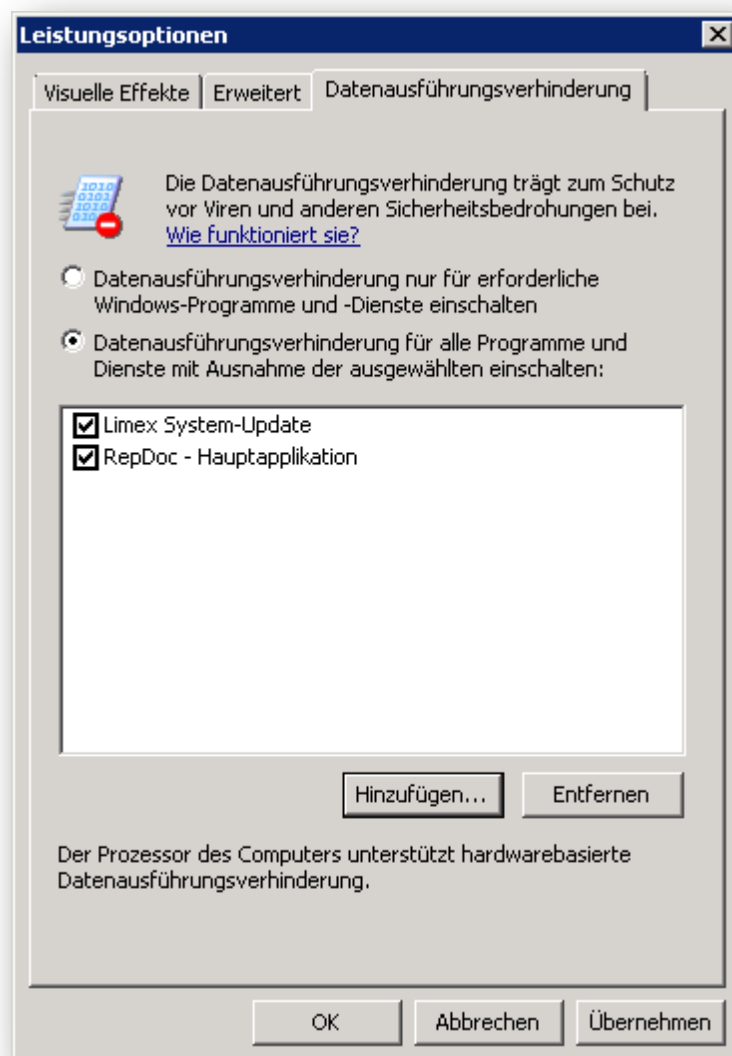 Leistungsoptionen
Visuelle Effekte
Erweitert
Datenausführungsverhinderung
Die Datenausführungsverhinderung trägt zum Schutz
vor Viren und anderen Sicherheitsbedrohungen bei.
Wie funktioniert sie?
Datenausführungsverhinderung nur für erforderliche
Windows-Programme und -Dienste einschalten
Datenausführungsverhinderung für alle Programme und
Dienste mit Ausnahme der ausgewählten einschalten:
Limex System-Update
RepDoc - Hauptapplikation
Hinzufügen...
Entfernen
Der Prozessor des Computers unterstützt hardwarebasierte
Datenausführungsverhinderung.
OK
Abbrechen
Übernehmen